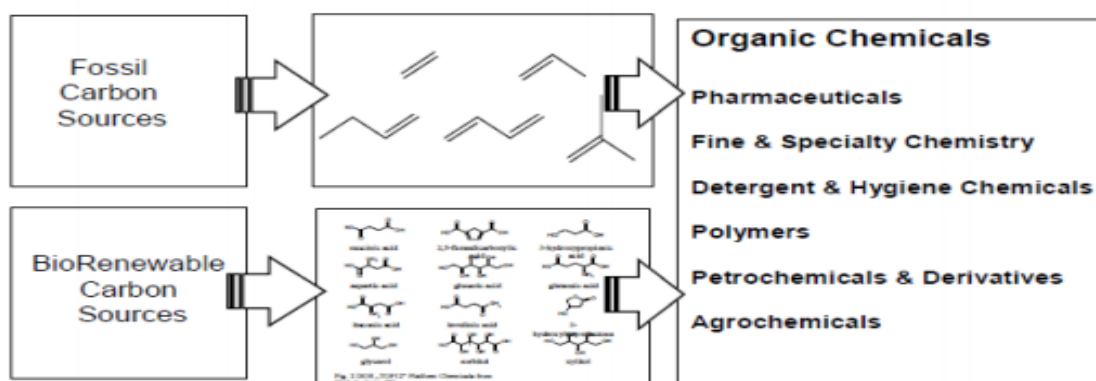 Fossil
Carbon
Sources
BioRenewable
Carbon
Sources
succinic acid
2,5-furandicarboxylic
3-hydroxypropionic
acid
aspartic acid
glucaric acid
glutamic acid
itaconic acid
levulinic acid
3-
glycerol
sorbitol
xylitol
Organic Chemicals
Pharmaceuticals
Fine & Specialty Chemistry
Detergent & Hygiene Chemicals
Polymers
Petrochemicals & Derivatives
Agrochemicals